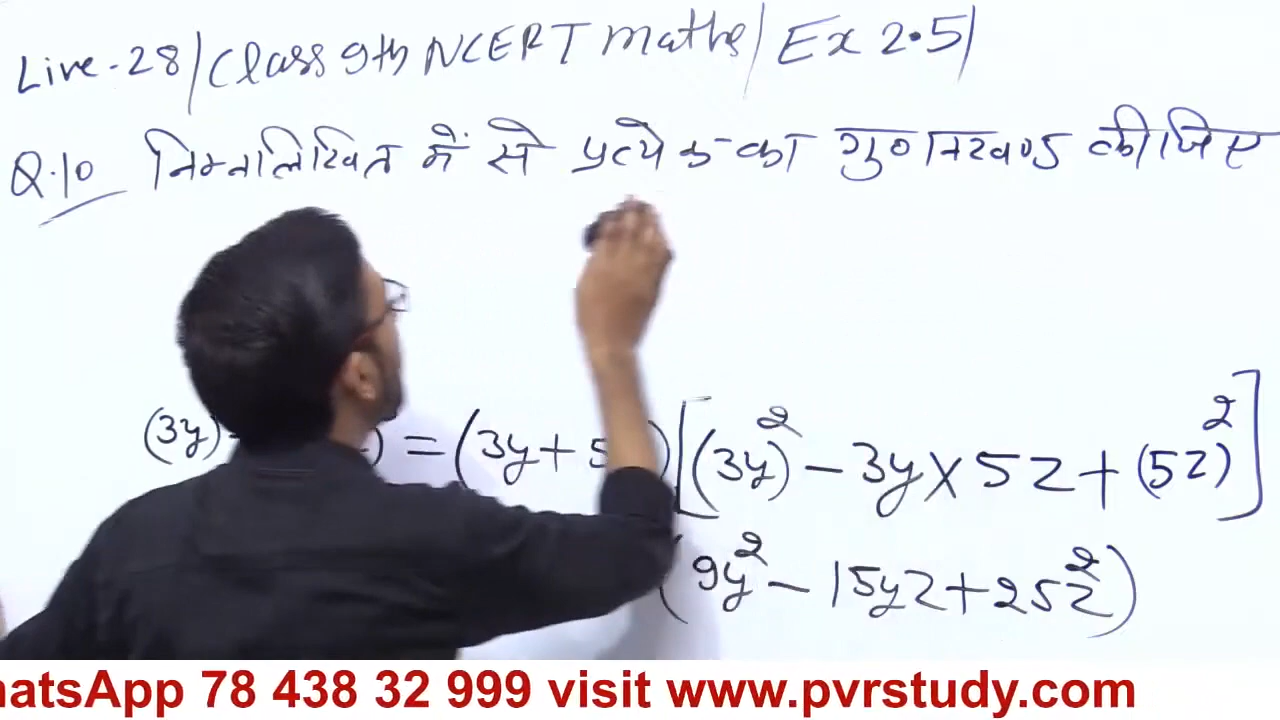 Live-28/Class 9th NCERT maths/Ex 2.5/
Q.10 निम्नलिखित में से प्रत्येक का गुणनखण्ड कीजिए
(3y) = (3y+5 ) [(3y)² - 3y×5z + (5z)²]
(9y² - 15yz + 25z²)
hatsApp 78 438 32 999 visit www.pvrstudy.com